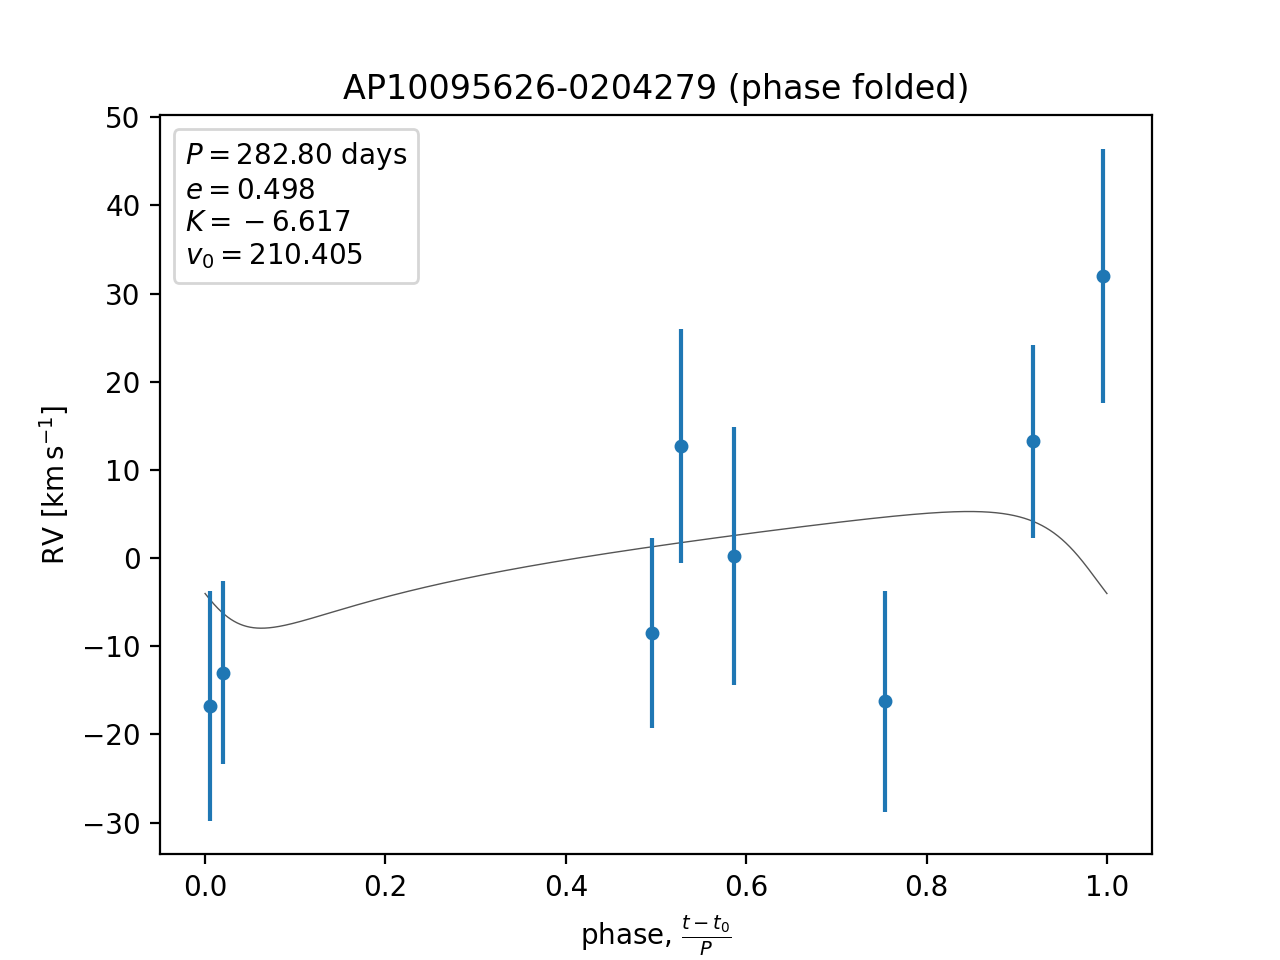 AP10095626-0204279 (phase folded)
P = 282.80 days
e = 0.498
K = −6.617
v₀ = 210.405
RV [km s⁻¹]
50
40
30
20
10
0
−10
−20
−30
0.0 0.2 0.4 0.6 0.8 1.0
phase, (t − t₀)/P